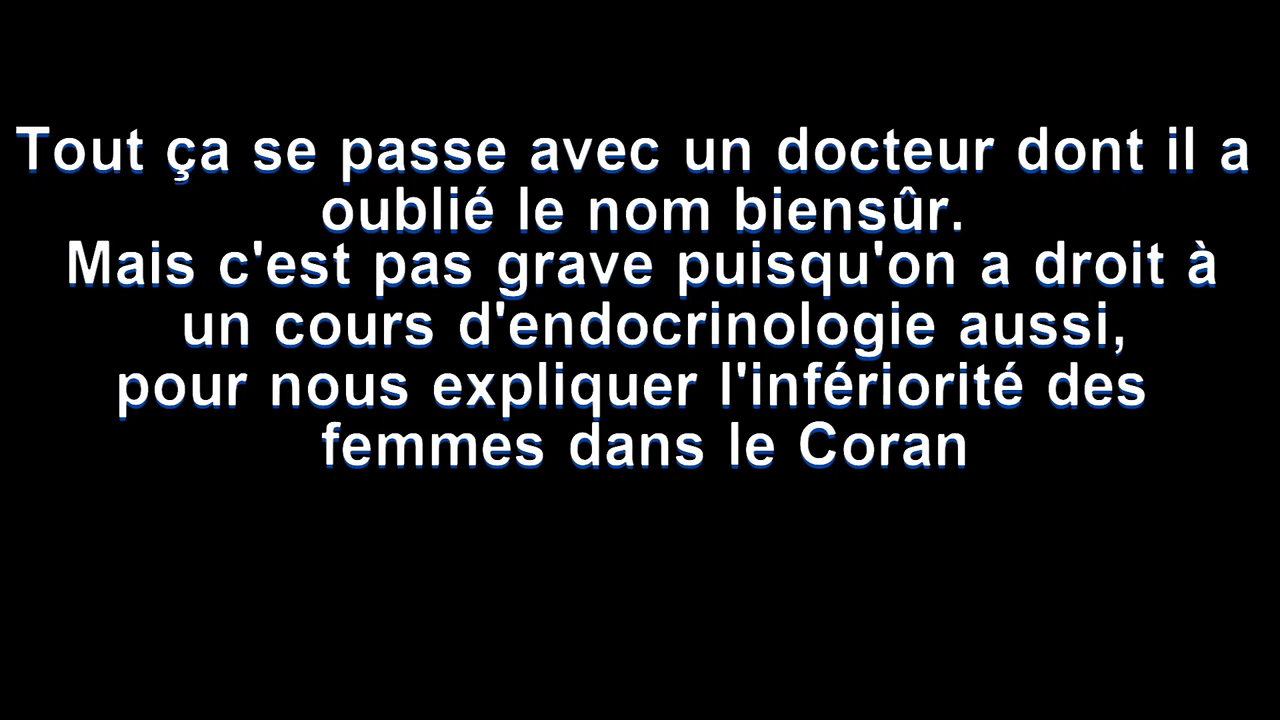 Tout ça se passe avec un docteur dont il a
oublié le nom biensûr.
Mais c'est pas grave puisqu'on a droit à
un cours d'endocrinologie aussi,
pour nous expliquer l'infériorité des
femmes dans le Coran